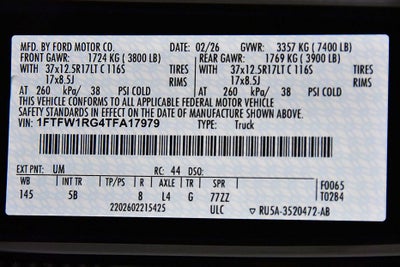 MFD. BY FORD MOTOR CO. 02/26 GVWR: 3357 KG (7400 LB)
FRONT GAWR: 1724 KG (3800 LB) REAR GAWR: 1769 KG (3900 LB)
WITH WITH
37x12.5R17LT C 116S TIRES 37x12.5R17LT C 116S TIRES
17x8.5J RIMS 17x8.5J RIMS
AT 260 kPa/ 38 PSI COLD AT 260 kPa/ 38 PSI COLD
THIS VEHICLE CONFORMS TO ALL APPLICABLE FEDERAL MOTOR VEHICLE
SAFETY AND THEFT PREVENTION STANDARDS IN EFFECT ON THE DATE OF
MANUFACTURE SHOWN ABOVE.
VIN: 1FTFW1RG4TFA17979 TYPE: Truck
EXT PNT: UM RC: 44 DSO: F0065
WB INT TR TP/PS R AXLE TR SPR T02B4
145 5B 8 L4 G 77ZZ
2202602215425 ULC RU5A-3520472-AB